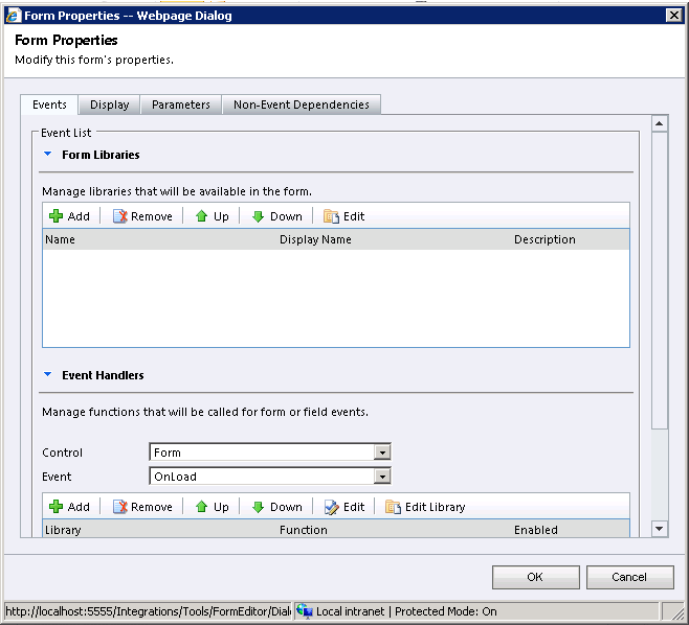 Form Properties -- Webpage Dialog
Form Properties
Modify this form's properties.
Events Display Parameters Non-Event Dependencies
Event List
Form Libraries
Manage libraries that will be available in the form.
Add Remove Up Down Edit
Name Display Name Description
Event Handlers
Manage functions that will be called for form or field events.
Control Form
Event OnLoad
Add Remove Up Down Edit Edit Library
Library Function Enabled
OK Cancel
http://localhost:5555/Integrations/Tools/FormEditor/Dial Local intranet | Protected Mode: On